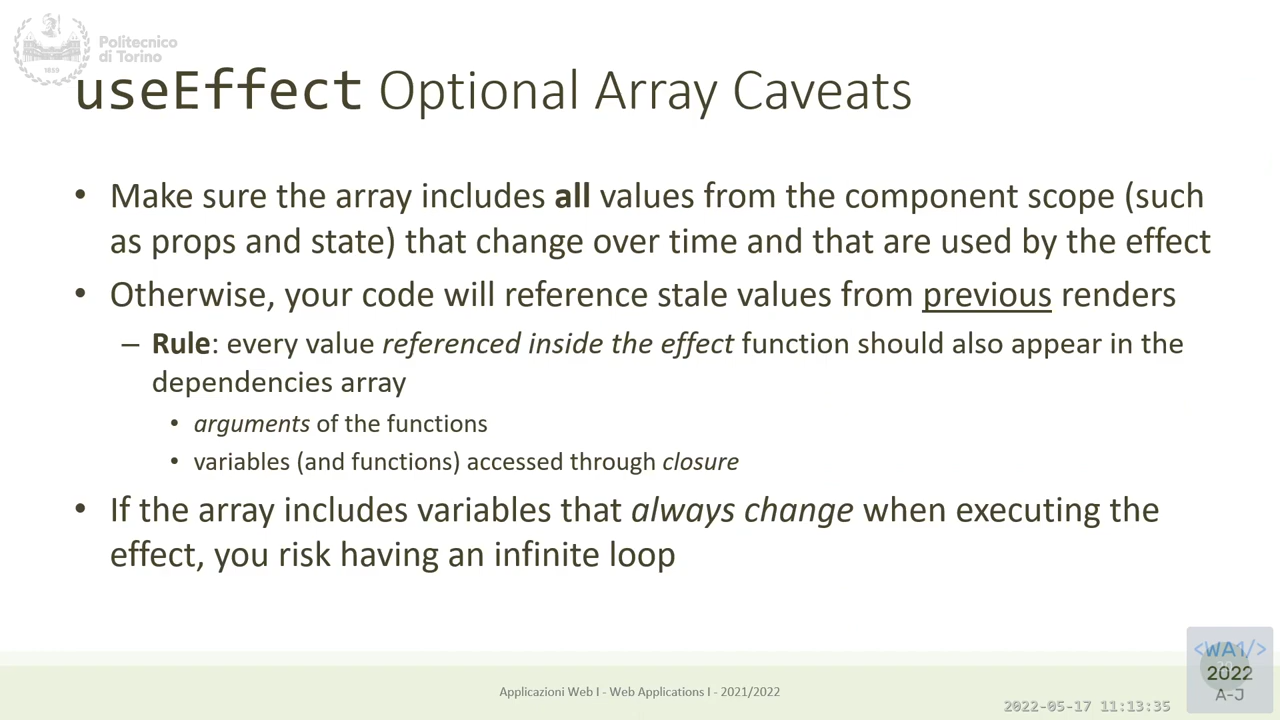 Politecnico
di Torino
1859
useEffect Optional Array Caveats
• Make sure the array includes all values from the component scope (such
as props and state) that change over time and that are used by the effect
• Otherwise, your code will reference stale values from previous renders
– Rule: every value referenced inside the effect function should also appear in the
dependencies array
• arguments of the functions
• variables (and functions) accessed through closure
• If the array includes variables that always change when executing the
effect, you risk having an infinite loop
Applicazioni Web I - Web Applications I - 2021/2022
<WA1/>
2022
A-J
2022-05-17 11:13:35